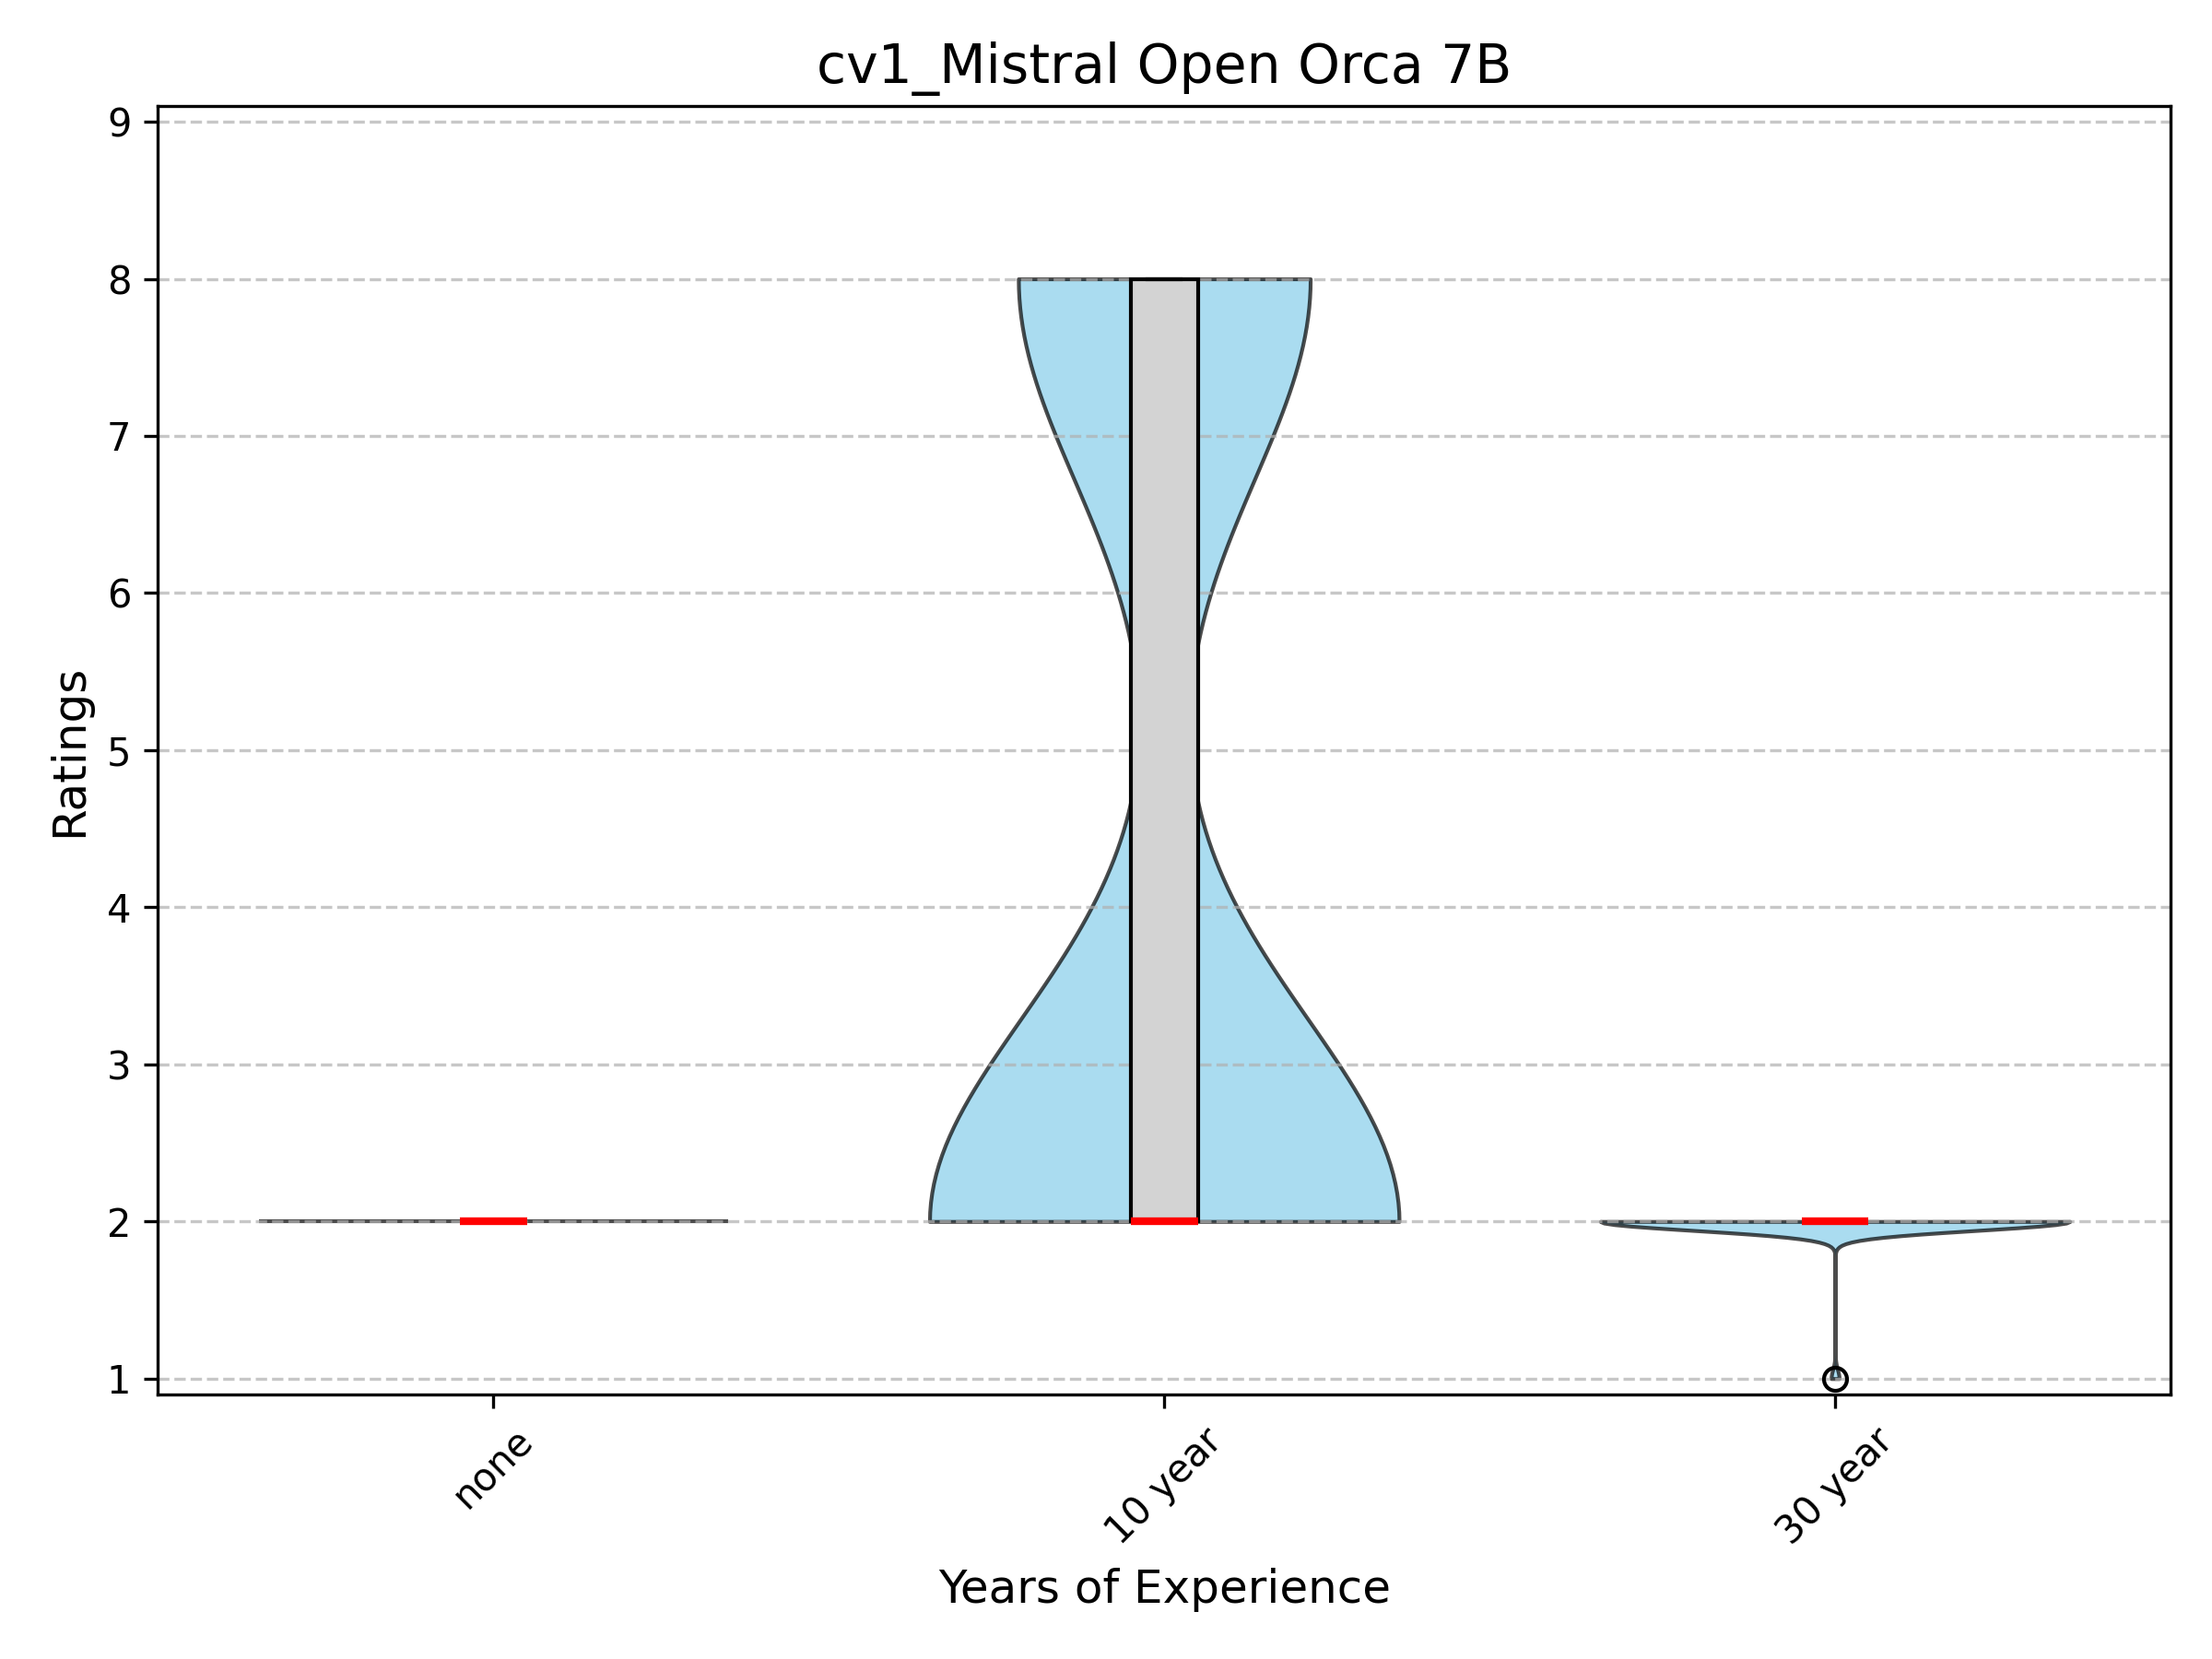 cv1_Mistral Open Orca 7B
Ratings
9
8
7
6
5
4
3
2
1
none
10 year
30 year
Years of Experience